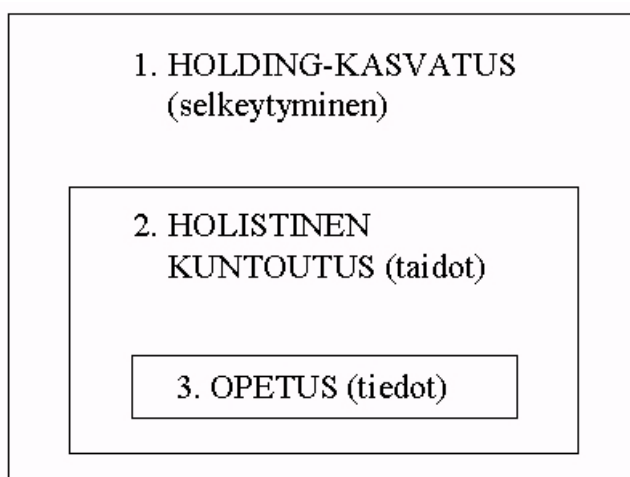 1. HOLDING-KASVATUS
(selkeytyminen)
2. HOLISTINEN
KUNTOUTUS (taidot)
3. OPETUS (tiedot)